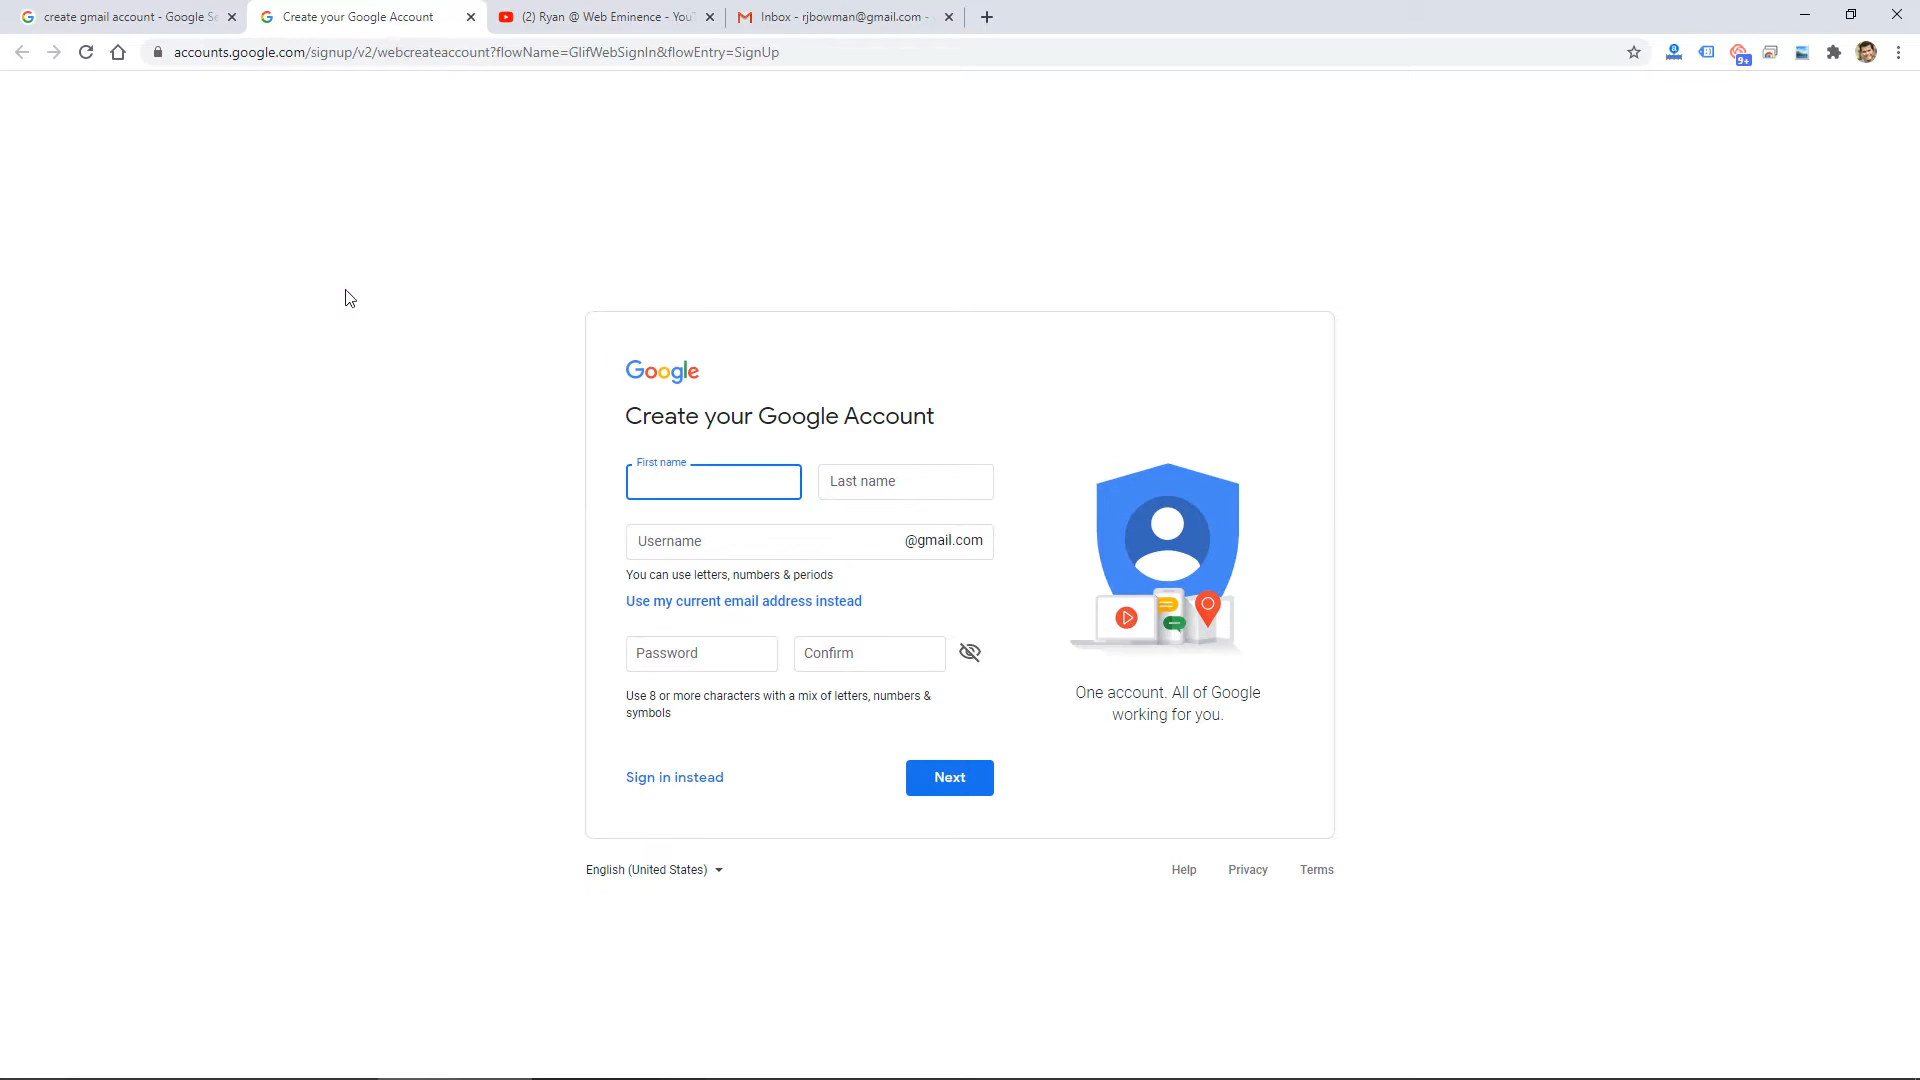 create gmail account - Google Se
Create your Google Account
(2) Ryan @ Web Eminence - YouT
Inbox - rjbowman@gmail.com -
accounts.google.com/signup/v2/webcreateaccount?flowName=GlifWebSignIn&flowEntry=SignUp
9+
Google
Create your Google Account
First name
Last name
Username
@gmail.com
You can use letters, numbers & periods
Use my current email address instead
Password
Confirm
Use 8 or more characters with a mix of letters, numbers &
symbols
One account. All of Google
working for you.
Sign in instead
Next
English (United States)
Help
Privacy
Terms